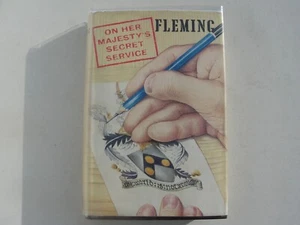 ON HER
MAJESTY'S
SECRET
SERVICE
FLEMING